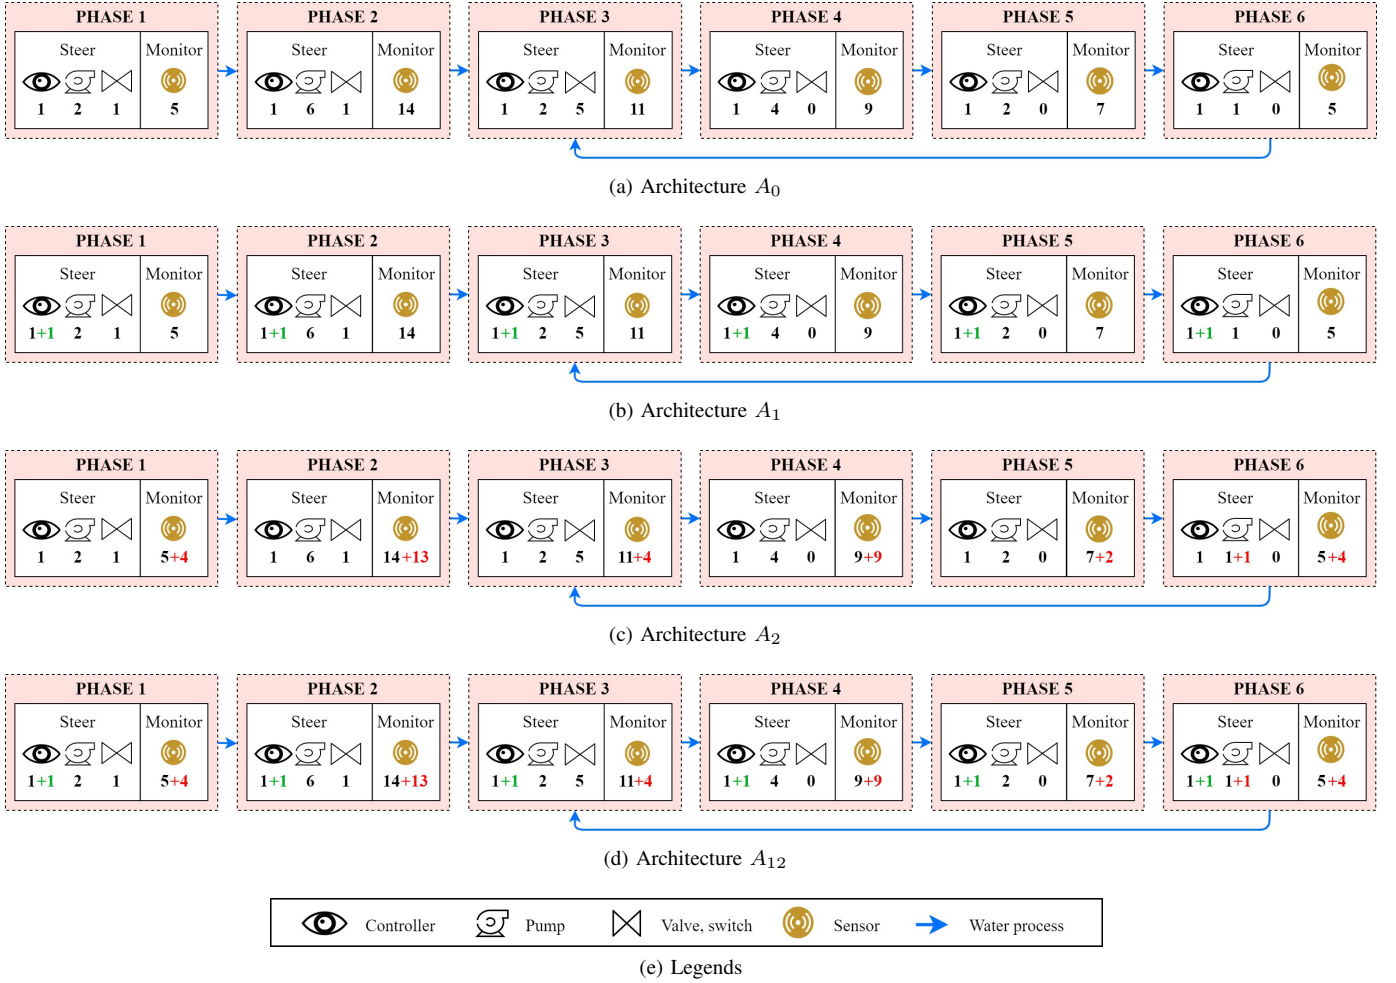 PHASE 1 PHASE 2 PHASE 3 PHASE 4 PHASE 5 PHASE 6
Steer Monitor Steer Monitor Steer Monitor Steer Monitor Steer Monitor Steer Monitor
1 2 1 5 1 6 1 14 1 2 5 11 1 4 0 9 1 2 0 7 1 1 0 5
(a) Architecture A0
PHASE 1 PHASE 2 PHASE 3 PHASE 4 PHASE 5 PHASE 6
Steer Monitor Steer Monitor Steer Monitor Steer Monitor Steer Monitor Steer Monitor
1+1 2 1 5 1+1 6 1 14 1+1 2 5 11 1+1 4 0 9 1+1 2 0 7 1+1 1 0 5
(b) Architecture A1
PHASE 1 PHASE 2 PHASE 3 PHASE 4 PHASE 5 PHASE 6
Steer Monitor Steer Monitor Steer Monitor Steer Monitor Steer Monitor Steer Monitor
1 2 1 5+4 1 6 1 14+13 1 2 5 11+4 1 4 0 9+9 1 2 0 7+2 1 1+1 0 5+4
(c) Architecture A2
PHASE 1 PHASE 2 PHASE 3 PHASE 4 PHASE 5 PHASE 6
Steer Monitor Steer Monitor Steer Monitor Steer Monitor Steer Monitor Steer Monitor
1+1 2 1 5+4 1+1 6 1 14+13 1+1 2 5 11+4 1+1 4 0 9+9 1+1 2 0 7+2 1+1 1+1 0 5+4
(d) Architecture A12
Controller Pump Valve, switch Sensor Water process
(e) Legends